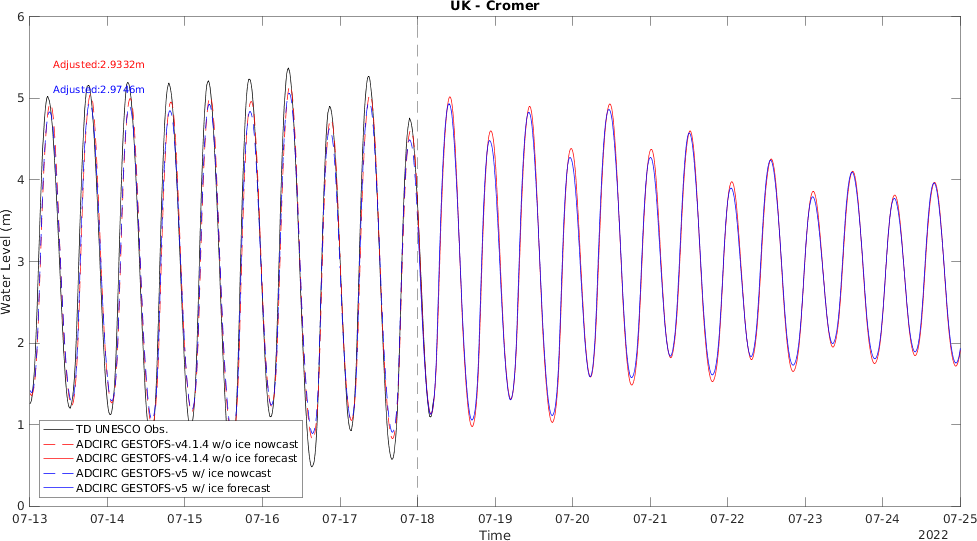 UK - Cromer
Water Level (m)
6
5
4
3
2
1
0
Adjusted:2.9332m
Adjusted:2.9746m
TD UNESCO Obs.
ADCIRC GESTOFS-v4.1.4 w/o ice nowcast
ADCIRC GESTOFS-v4.1.4 w/o ice forecast
ADCIRC GESTOFS-v5 w/ ice nowcast
ADCIRC GESTOFS-v5 w/ ice forecast
07-13 07-14 07-15 07-16 07-17 07-18 07-19 07-20 07-21 07-22 07-23 07-24 07-25
Time
2022